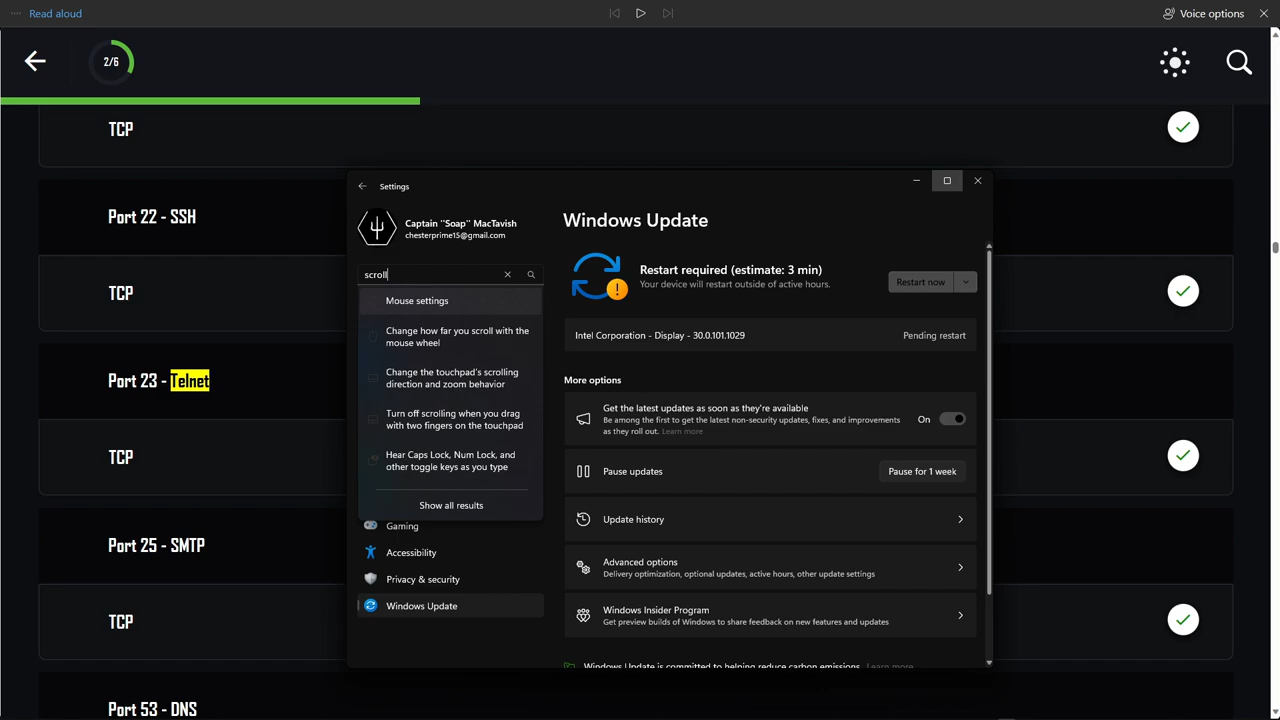 Read aloud
Voice options
2/6
TCP
Port 22 - SSH
TCP
Port 23 - Telnet
TCP
Port 25 - SMTP
TCP
Port 53 - DNS
Settings
Captain "Soap" MacTavish
chesterprime15@gmail.com
scroll
Mouse settings
Change how far you scroll with the
mouse wheel
Change the touchpad's scrolling
direction and zoom behavior
Turn off scrolling when you drag
with two fingers on the touchpad
Hear Caps Lock, Num Lock, and
other toggle keys as you type
Show all results
Gaming
Accessibility
Privacy & security
Windows Update
Windows Update
Restart required (estimate: 3 min)
Your device will restart outside of active hours.
Restart now
Intel Corporation - Display - 30.0.101.1029
Pending restart
More options
Get the latest updates as soon as they're available
Be among the first to get the latest non-security updates, fixes, and improvements
as they roll out. Learn more
On
Pause updates
Pause for 1 week
Update history
Advanced options
Delivery optimization, optional updates, active hours, other update settings
Windows Insider Program
Get preview builds of Windows to share feedback on new features and updates
Windows Update is committed to helping reduce carbon emissions. Learn more